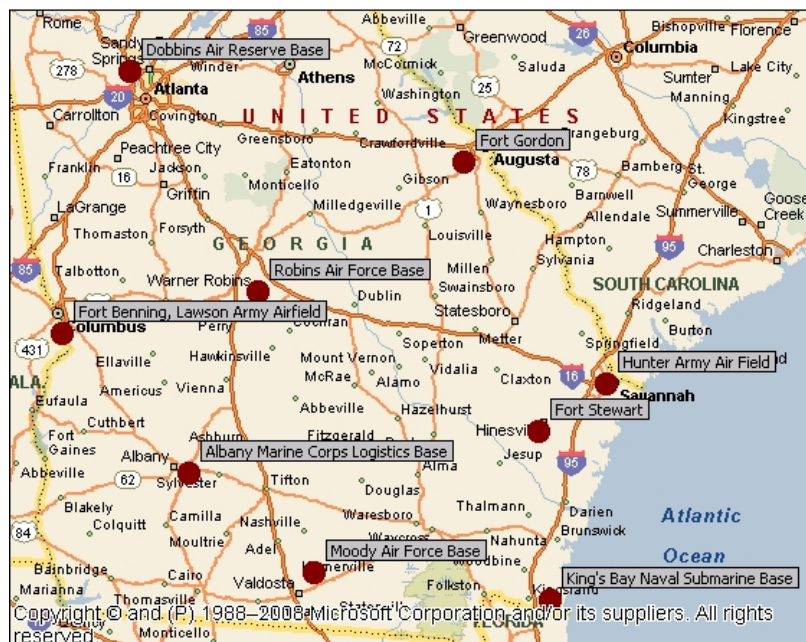 Rome
Sandy Springs
Dobbins Air Reserve Base
85
Abbeville
Greenwood
26
Bishopville
Florence
72
Columbia
278
Winder
Athens
McCormick
Saluda
Sumter
Lake City
Atlanta
Washington
25
Manning
20
Carrollton
Covington
UNITED STATES
Kingstree
Greensboro
Crawfordville
Fort Gordon
Orangeburg
Peachtree City
Augusta
Franklin
16
Jackson
Eatonton
Gibson
78
Bamberg
St. George
Griffin
Monticello
Barnwell
Goose Creek
LaGrange
Milledgeville
1
Waynesboro
Allendale
Summerville
Thomaston
Forsyth
GEORGIA
Louisville
Hampton
95
Charleston
85
Talbotton
Millen
Sylvania
Warner Robins
Robins Air Force Base
Swainsboro
SOUTH CAROLINA
Dublin
Statesboro
Ridgeland
Fort Benning, Lawson Army Airfield
Burton
Columbus
Perry
Cochran
Soperton
Metter
Springfield
431
Ellaville
Hawkinsville
Mount Vernon
Hunter Army Air Field
ALA.
Americus
Vienna
McRae
Alamo
Vidalia
Claxton
16
Savannah
Eufaula
Cuthbert
Abbeville
Hazelhurst
Fort Stewart
Fort Gaines
Ashburn
Fitzgerald
Hinesville
Albany
Albany Marine Corps Logistics Base
Alma
Jesup
95
Abbeville
62
Sylvester
Tifton
Douglas
Blakely
Camilla
Thalmann
Darien
Atlantic
Colquitt
Nashville
Waresboro
Brunswick
84
Moultrie
Adel
Waycross
Nahunta
Ocean
Bainbridge
Cairo
Moody Air Force Base
Woodbine
Marianna
Thomasville
Valdosta
Homerville
Folkston
King's Bay Naval Submarine Base
Kingsland
Statenville
FLORIDA
Copyright © and (P) 1988–2008 Microsoft Corporation and/or its suppliers. All rights
reserved
Quincy
Monticello